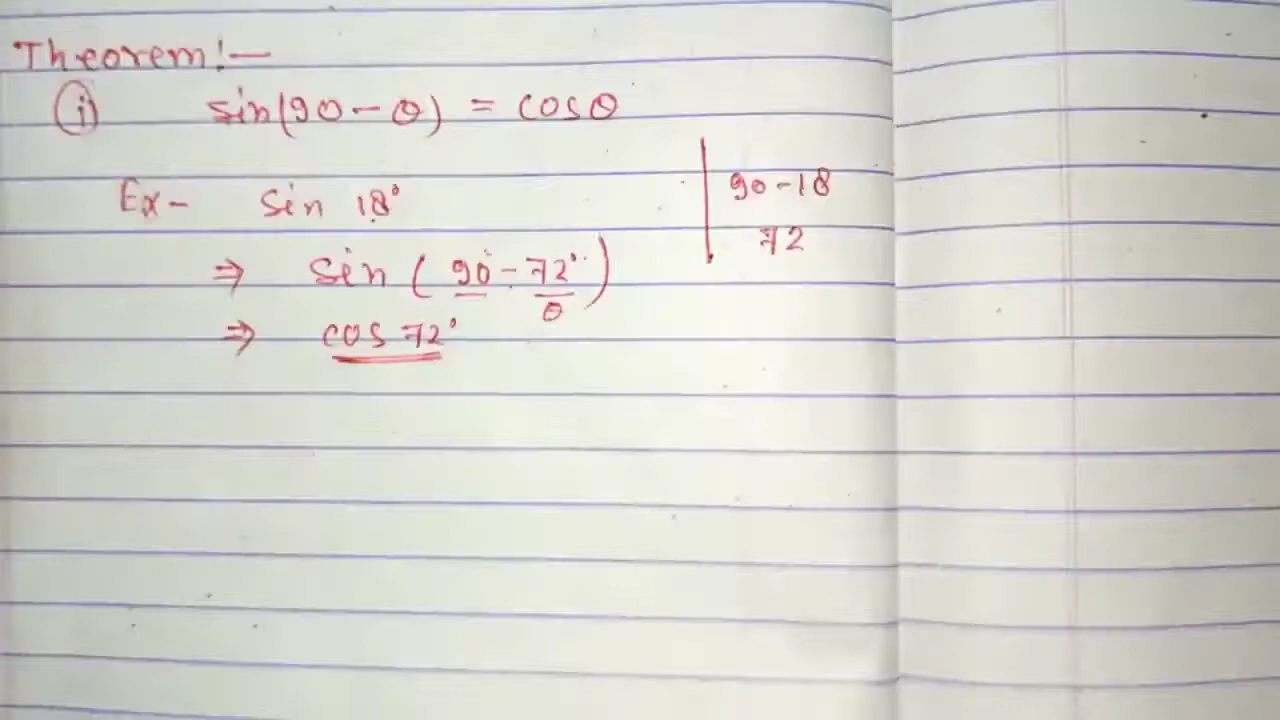 Theorem!—
(i) sin(90-θ) = cosθ
Ex- sin 18°
90-18
72
⇒ sin (90°-72°)
θ
⇒ cos 72°